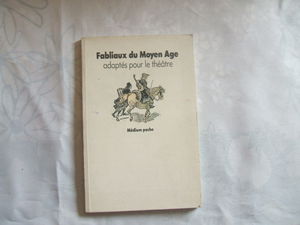 Fabliaux du Moyen Age
adaptés pour le théâtre
Médium poche